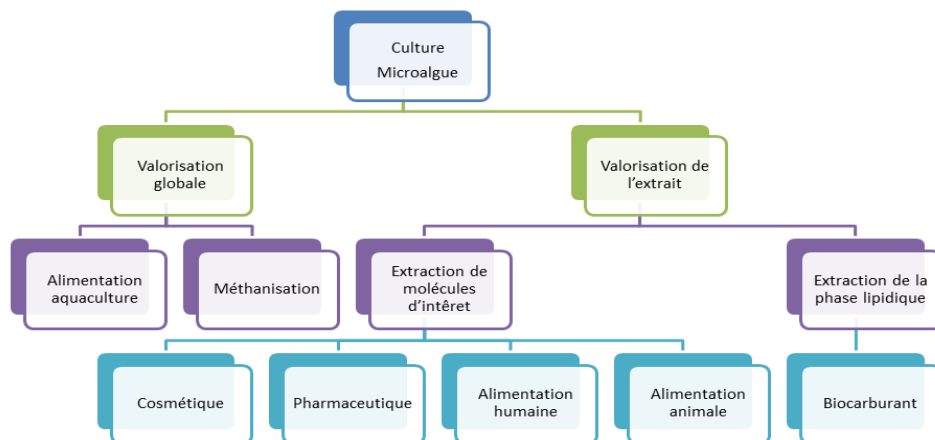 Culture
Microalgue
Valorisation
globale
Valorisation de
l'extrait
Alimentation
aquaculture
Méthanisation
Extraction de
molécules
d'intêret
Extraction de la
phase lipidique
Cosmétique
Pharmaceutique
Alimentation
humaine
Alimentation
animale
Biocarburant